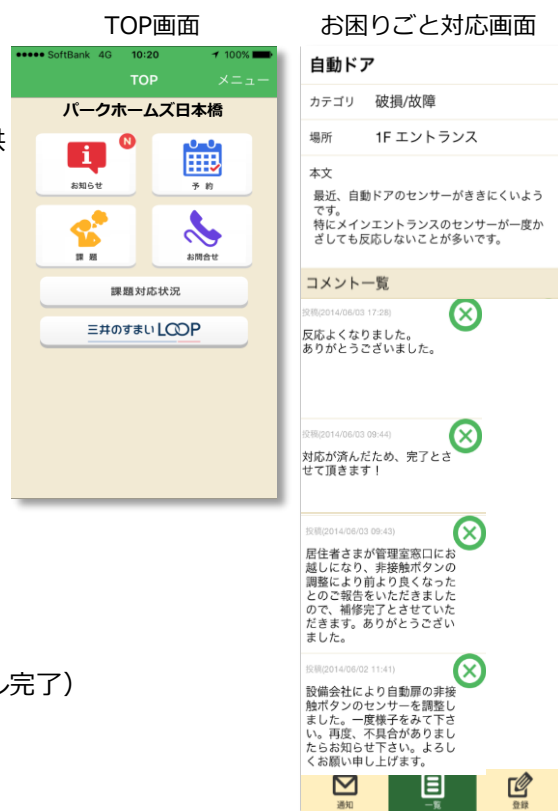 TOP画面
お困りごと対応画面
SoftBank 4G 10:20 100%
TOP メニュー
パークホームズ日本橋
供
N
お知らせ
予 約
課 題
お問合せ
課題対応状況
三井のすまいLOOP
ル完了）
自動ドア
カテゴリ 破損/故障
場所 1F エントランス
本文
最近、自動ドアのセンサーがききにくいよう
です。
特にメインエントランスのセンサーが一度か
ざしても反応しないことが多いです。
コメント一覧
投稿(2014/06/03 17:28)
反応よくなりました。
ありがとうございました。
投稿(2014/06/03 09:44)
対応が済んだため、完了とさ
せて頂きます！
投稿(2014/06/03 09:43)
居住者さまが管理室窓口にお
越しになり、非接触ボタンの
調整により前より良くなった
とのご報告をいただきました
ので、補修完了とさせていた
だきます。ありがとうござい
ました。
投稿(2014/06/02 11:41)
設備会社により自動扉の非接
触ボタンのセンサーを調整し
ました。一度様子をみて下さ
い。再度、不具合がありまし
たらお知らせ下さい。よろし
くお願い申し上げます。
通知 一覧 登録